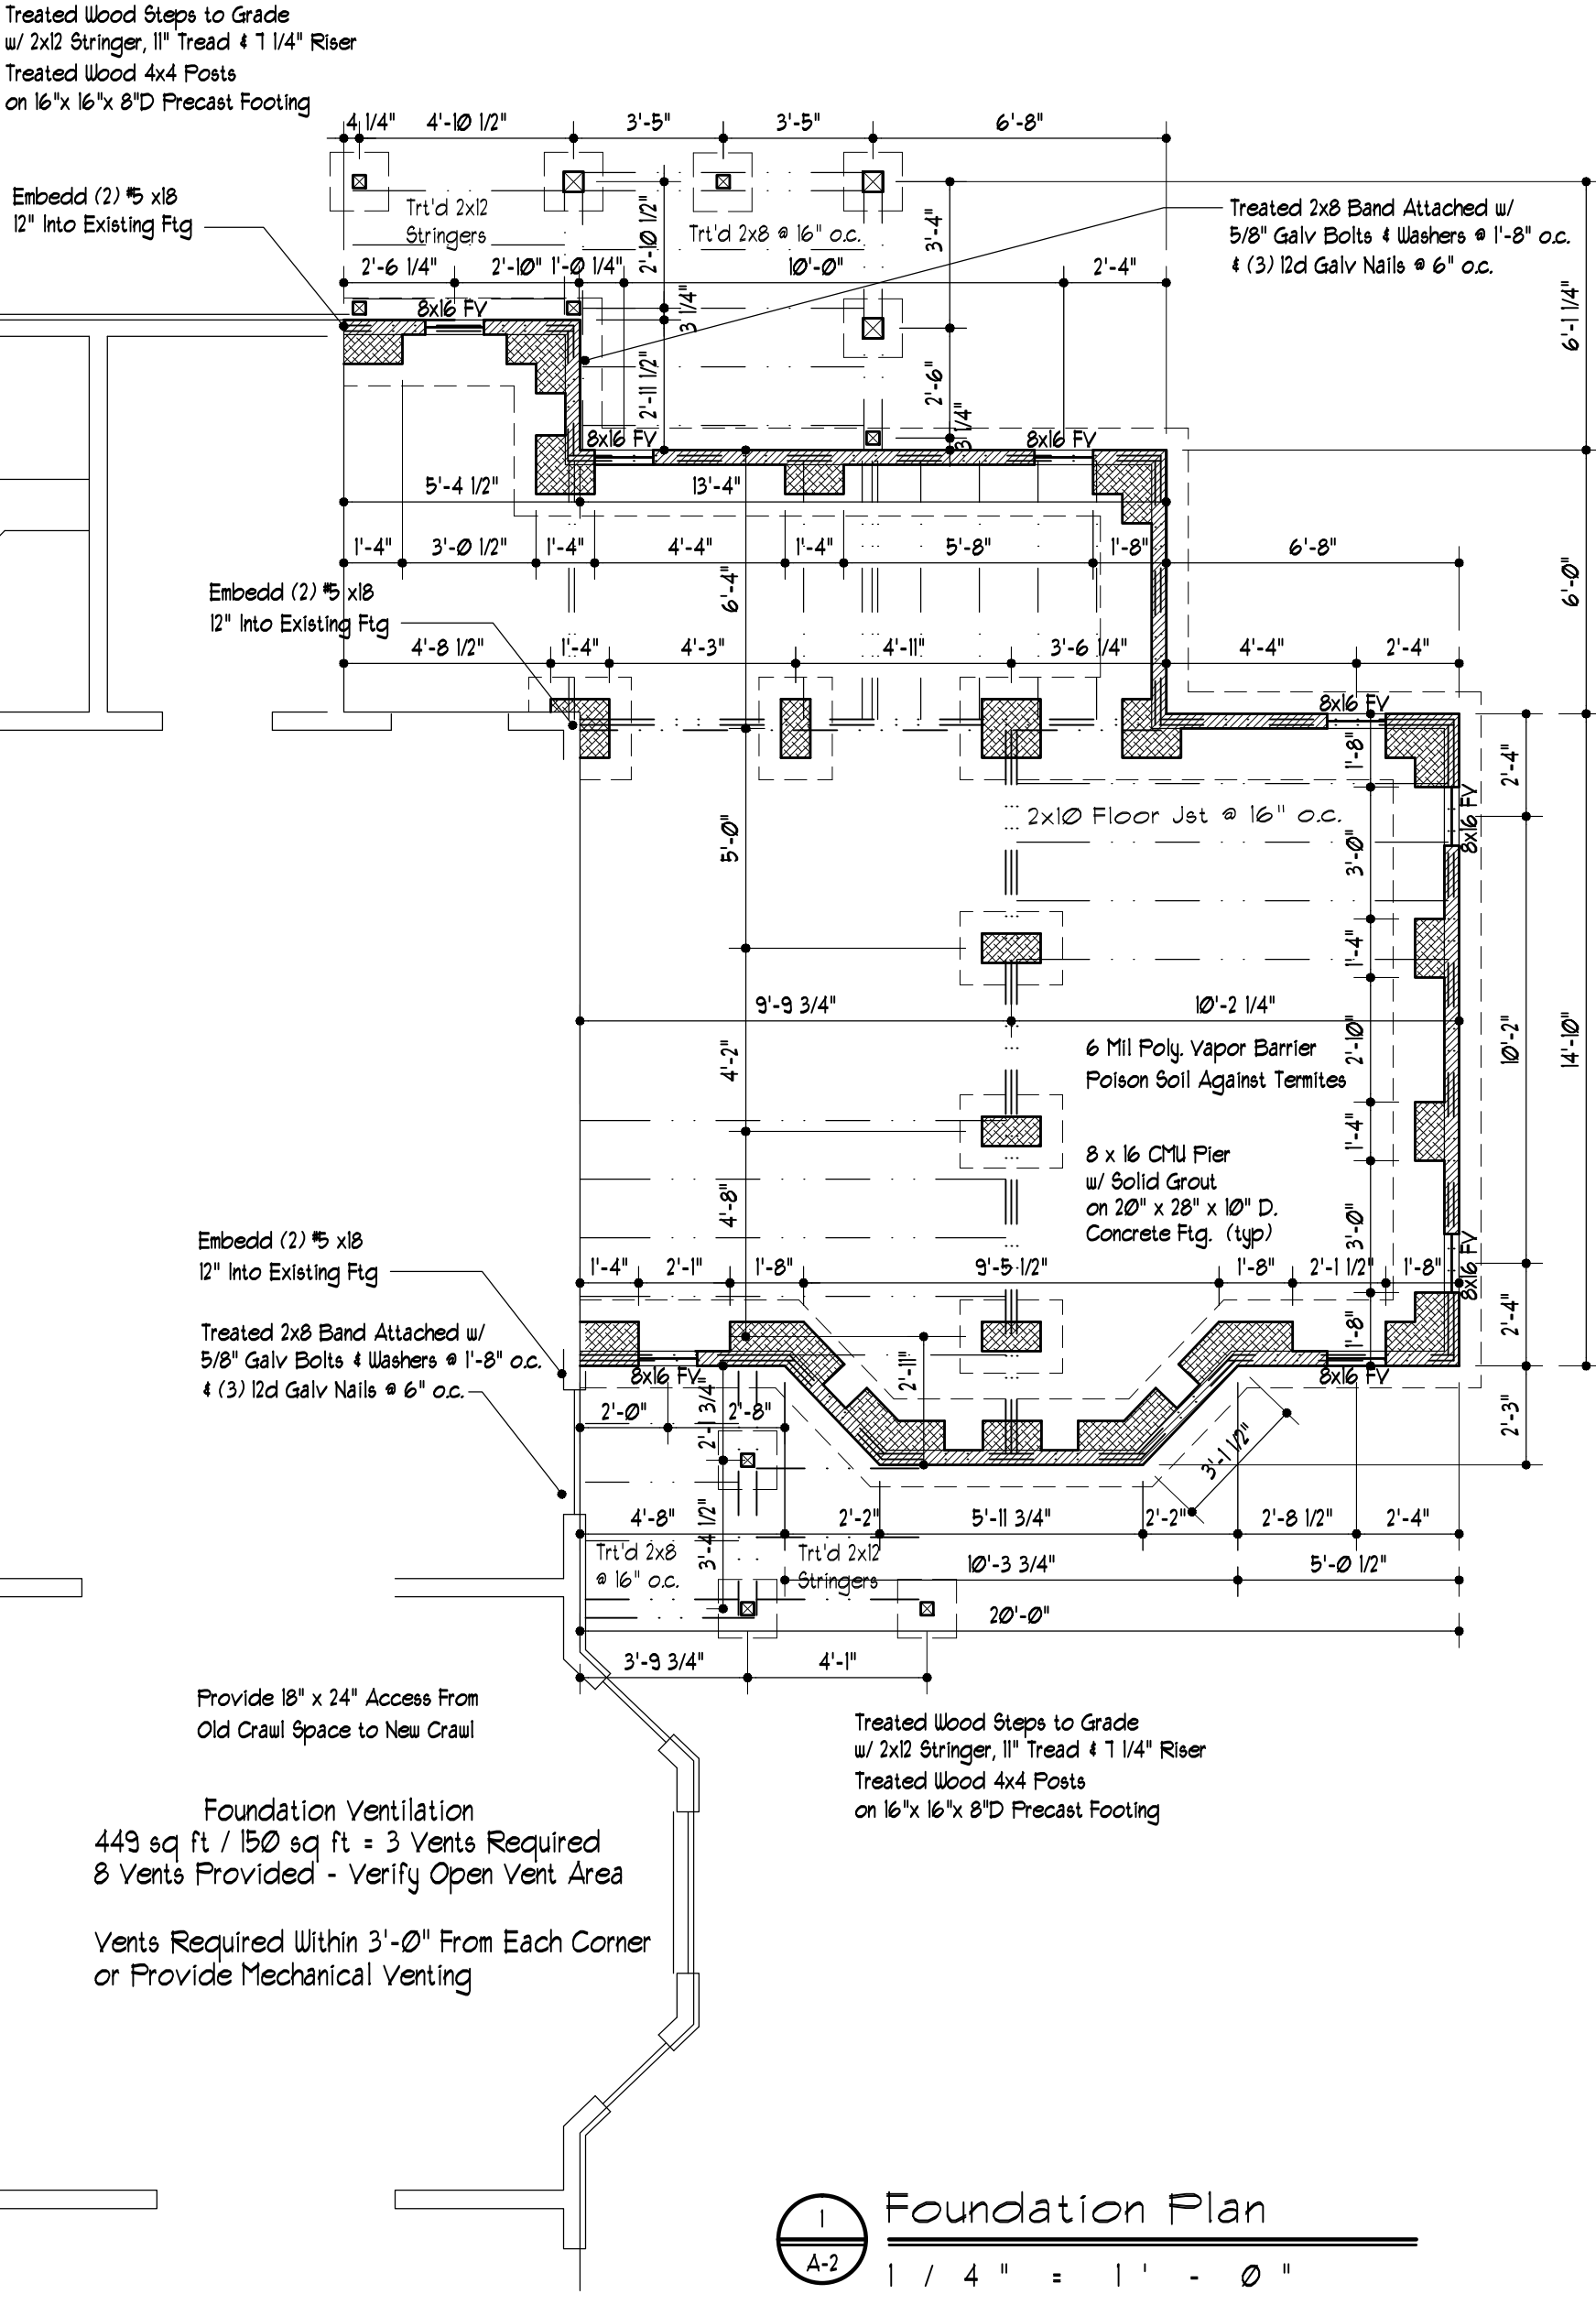 Treated Wood Steps to Grade
w/ 2x12 Stringer, 11" Tread & 7 1/4" Riser
Treated Wood 4x4 Posts
on 16"x 16"x 8"D Precast Footing
4 1/4" 4'-10 1/2" 3'-5" 3'-5" 6'-8"
Embedd (2) #5 x18
12" Into Existing Ftg
Trt'd 2x12
Stringers
2'-10 1/2"
Trt'd 2x8 @ 16" o.c.
3'-4"
Treated 2x8 Band Attached w/
5/8" Galv Bolts & Washers @ 1'-8" o.c.
& (3) 12d Galv Nails @ 6" o.c.
6'-1 1/4"
2'-6 1/4" 2'-10" 1'-0 1/4" 10'-0" 2'-4"
8x16 FV
3 1/4"
2'-11 1/2"
2'-6"
3 1/4"
8x16 FV
8x16 FV
5'-4 1/2" 13'-4"
1'-4" 3'-0 1/2" 1'-4" 4'-4" 1'-4" 5'-8" 1'-8" 6'-8"
6'-4"
6'-0"
Embedd (2) #5 x18
12" Into Existing Ftg
4'-8 1/2" 1'-4" 4'-3" 4'-11" 3'-6 1/4" 4'-4" 2'-4"
8x16 FV
1'-8"
2'-4"
5'-0"
2x10 Floor Jst @ 16" o.c.
3'-0"
8x16 FV
1'-4"
9'-9 3/4" 10'-2 1/4"
4'-2"
6 Mil Poly. Vapor Barrier
Poison Soil Against Termites
2'-10"
10'-2"
14'-10"
1'-4"
8 x 16 CMU Pier
w/ Solid Grout
on 20" x 28" x 10" D.
Concrete Ftg. (typ)
4'-8"
3'-0"
8x16 FV
Embedd (2) #5 x18
12" Into Existing Ftg
1'-4" 2'-1" 1'-8" 9'-5 1/2" 1'-8" 2'-1 1/2" 1'-8"
Treated 2x8 Band Attached w/
5/8" Galv Bolts & Washers @ 1'-8" o.c.
& (3) 12d Galv Nails @ 6" o.c.
1'-8"
2'-4"
8x16 FV
2'-11"
8x16 FV
2'-0" 2'-8"
2'-1 3/4"
2'-3"
3'-1 1/2"
4'-8" 2'-2" 5'-11 3/4" 2'-2" 2'-8 1/2" 2'-4"
3'-4 1/2"
Trt'd 2x8
@ 16" o.c.
Trt'd 2x12
Stringers
10'-3 3/4" 5'-0 1/2"
20'-0"
3'-9 3/4" 4'-1"
Provide 18" x 24" Access From
Old Crawl Space to New Crawl
Treated Wood Steps to Grade
w/ 2x12 Stringer, 11" Tread & 7 1/4" Riser
Treated Wood 4x4 Posts
on 16"x 16"x 8"D Precast Footing
Foundation Ventilation
449 sq ft / 150 sq ft = 3 Vents Required
8 Vents Provided - Verify Open Vent Area
Vents Required Within 3'-0" From Each Corner
or Provide Mechanical Venting
1
A-2
Foundation Plan
1/4" = 1'-0"